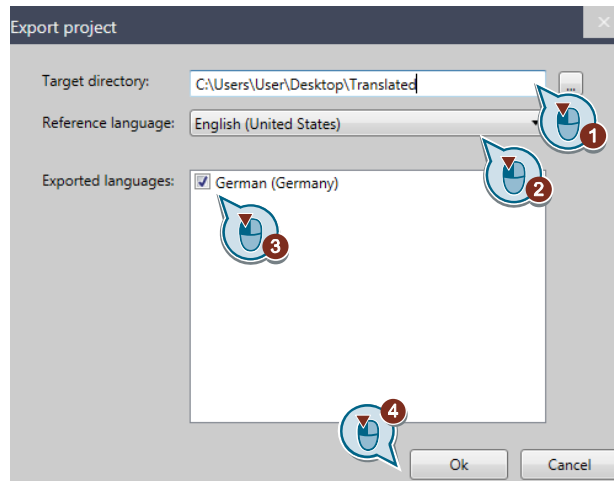 Export project
Target directory: C:\Users\User\Desktop\Translated ...
1
Reference language: English (United States)
2
Exported languages: German (Germany)
3
4
Ok Cancel